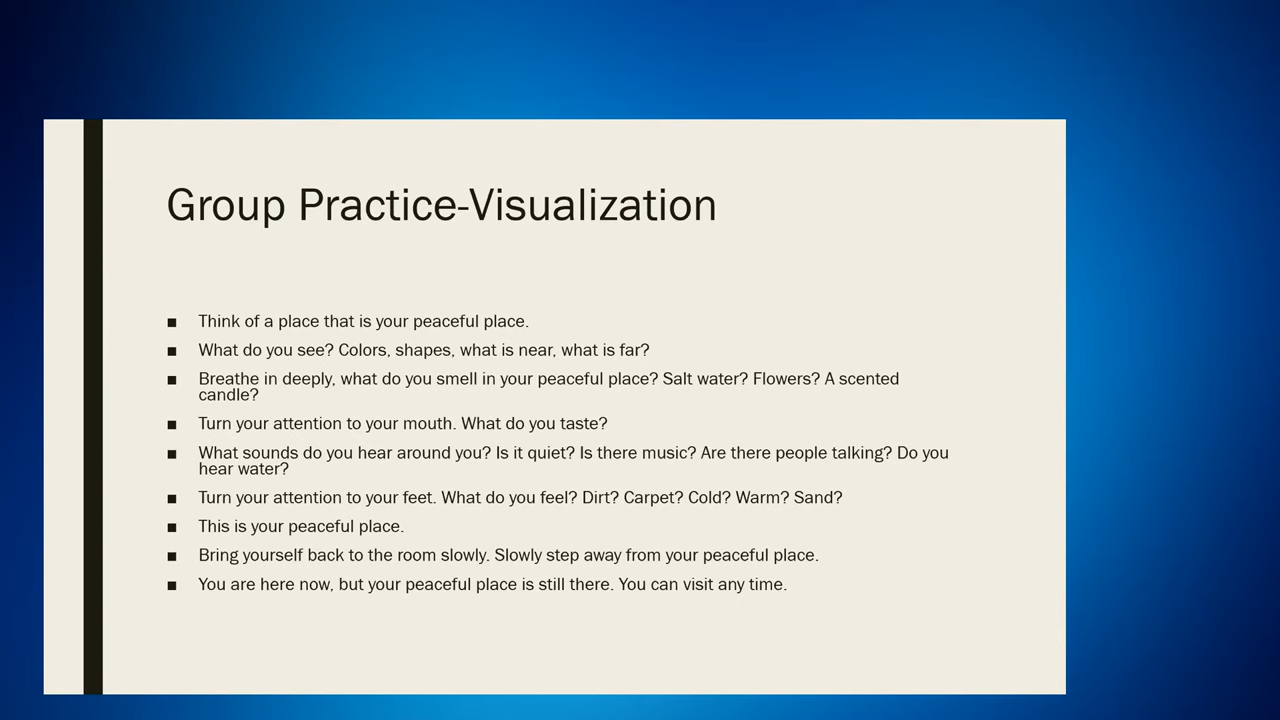 Group Practice-Visualization
■ Think of a place that is your peaceful place.
■ What do you see? Colors, shapes, what is near, what is far?
■ Breathe in deeply, what do you smell in your peaceful place? Salt water? Flowers? A scented
candle?
■ Turn your attention to your mouth. What do you taste?
■ What sounds do you hear around you? Is it quiet? Is there music? Are there people talking? Do you
hear water?
■ Turn your attention to your feet. What do you feel? Dirt? Carpet? Cold? Warm? Sand?
■ This is your peaceful place.
■ Bring yourself back to the room slowly. Slowly step away from your peaceful place.
■ You are here now, but your peaceful place is still there. You can visit any time.